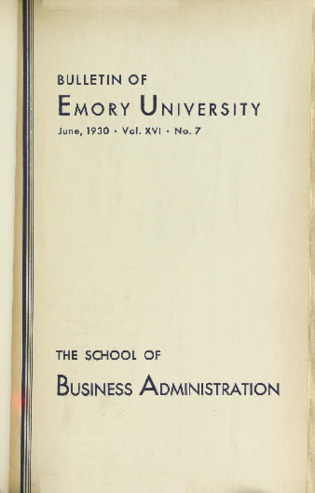 BULLETIN OF
EMORY UNIVERSITY
June, 1930 · Vol. XVI · No. 7
THE SCHOOL OF
BUSINESS ADMINISTRATION